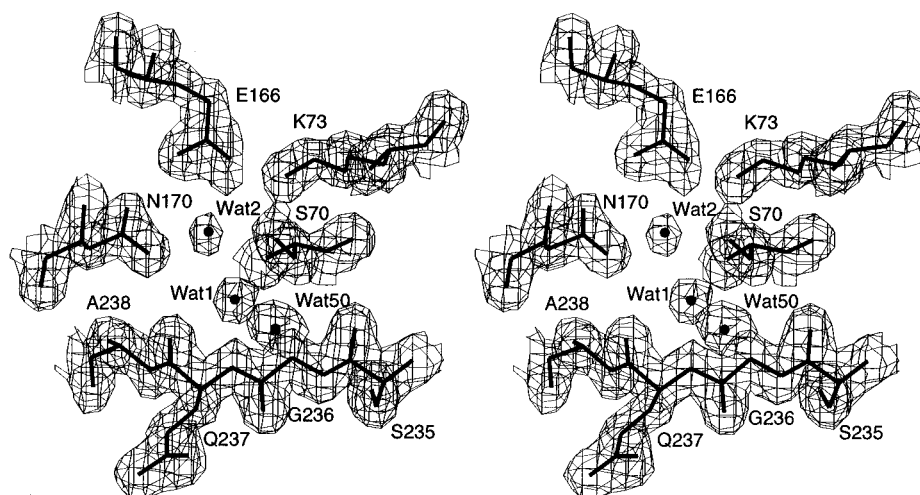 E166
K73
N170
Wat2
S70
Wat1
Wat50
A238
G236
Q237
S235
E166
K73
N170
Wat2
S70
Wat1
Wat50
A238
G236
Q237
S235